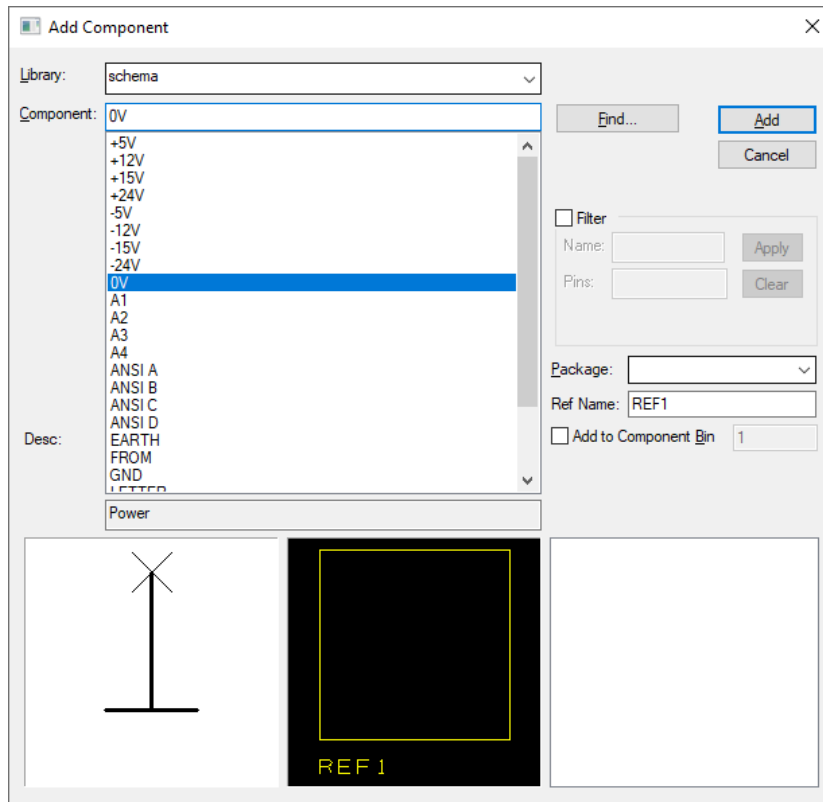 Add Component
Library: schema
Component: 0V
Find...
Add
Cancel
+5V
+12V
+15V
+24V
-5V
-12V
-15V
-24V
0V
A1
A2
A3
A4
ANSI A
ANSI B
ANSI C
ANSI D
EARTH
FROM
GND
LETTER
Filter
Name:
Apply
Pins:
Clear
Package:
Ref Name: REF1
Add to Component Bin 1
Desc:
Power
REF1